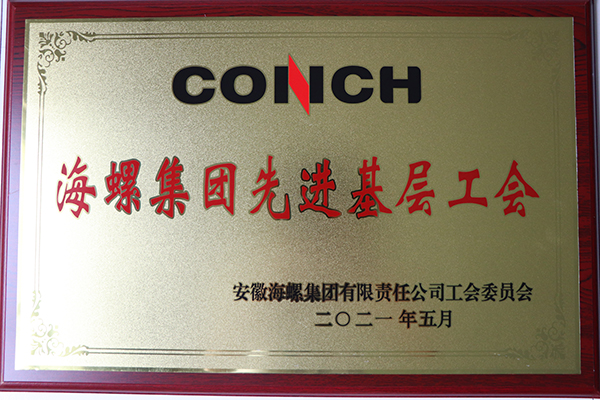 CONCH
海螺集团先进基层工会
安徽海螺集团有限责任公司工会委员会
二〇二一年五月